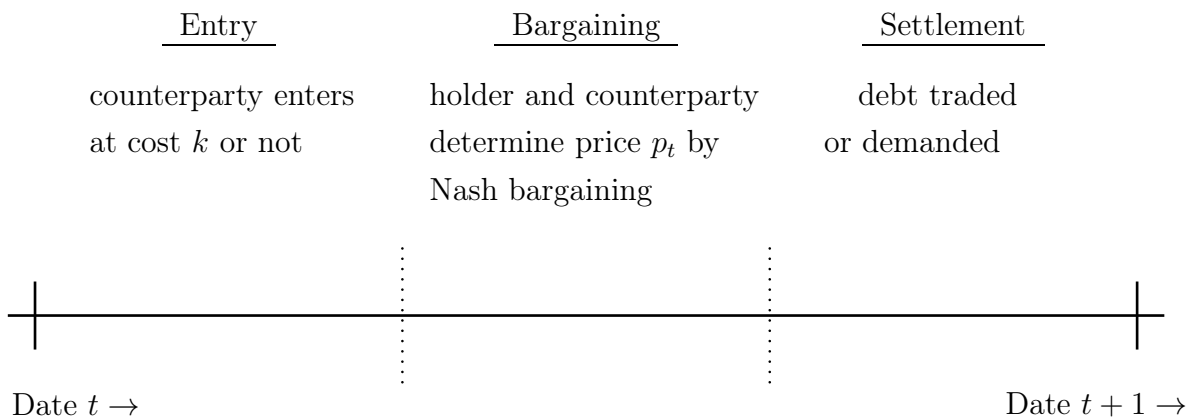 Entry
counterparty enters
at cost k or not
Bargaining
holder and counterparty
determine price pₜ by
Nash bargaining
Settlement
debt traded
or demanded
Date t →
Date t + 1 →